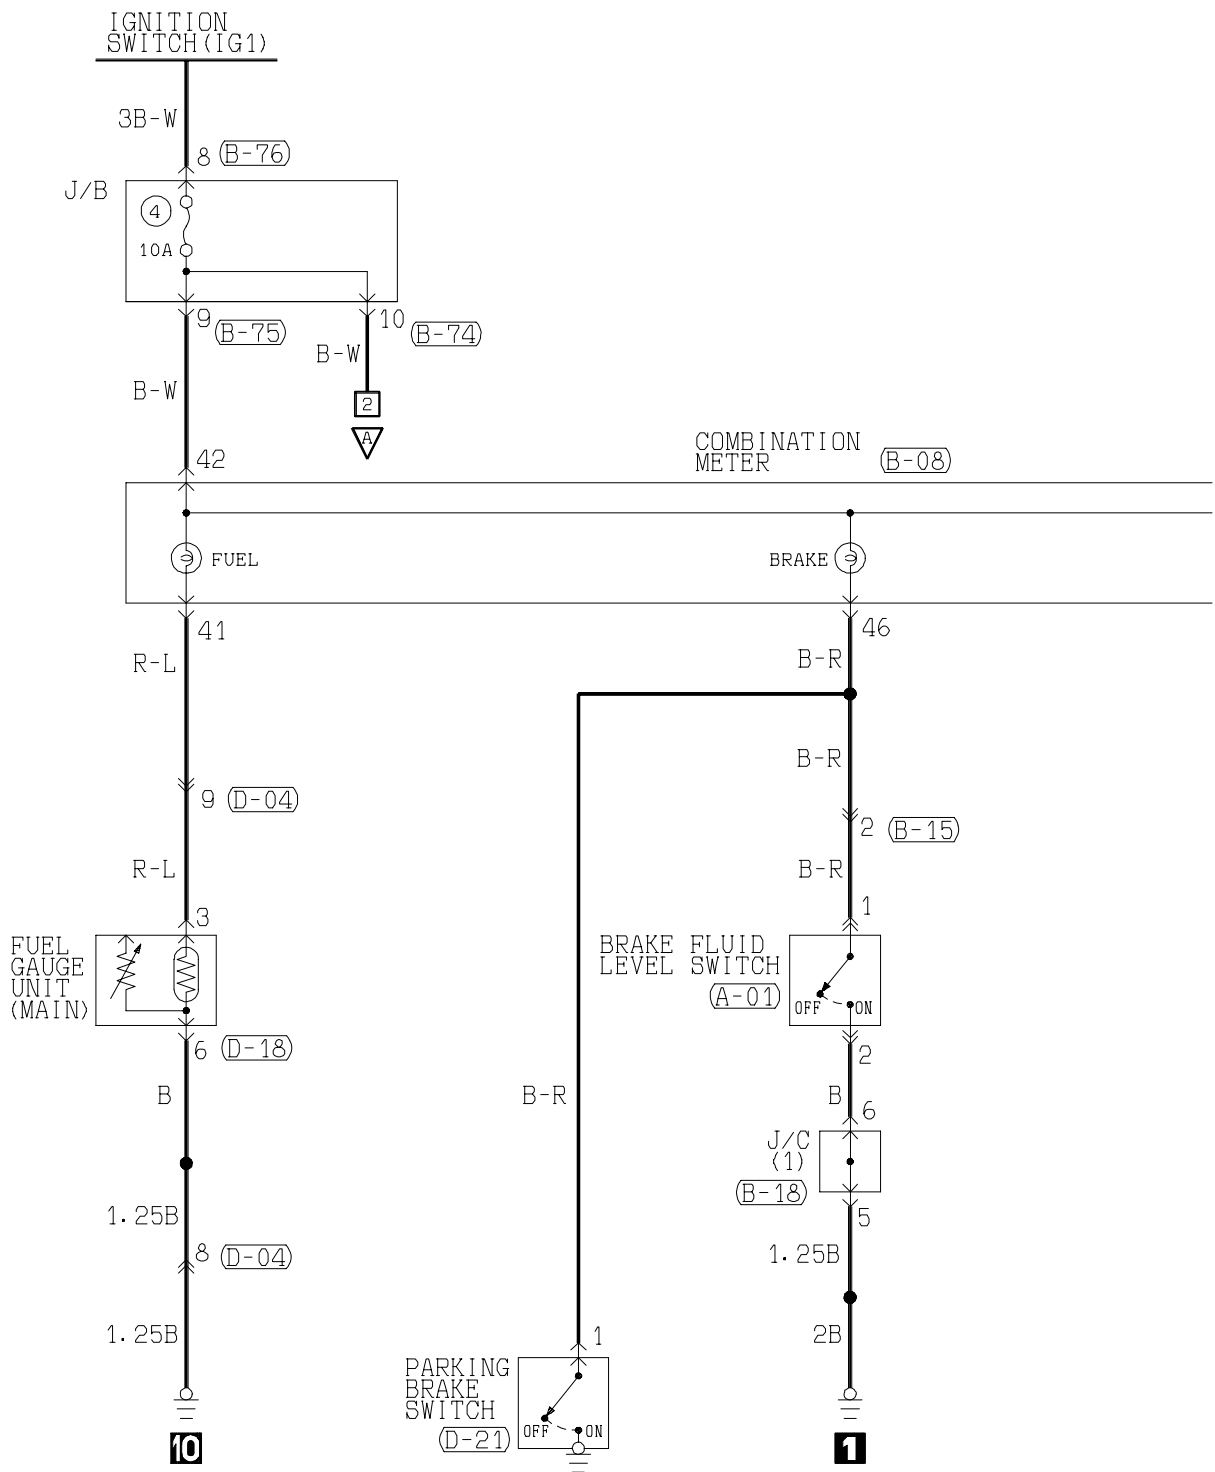 IGNITION
SWITCH(IG1)
3B-W
8 B-76
J/B
4
10A
9 B-75
10 B-74
B-W
B-W
2
A
42
COMBINATION
METER
B-08
FUEL
BRAKE
41
46
R-L
B-R
B-R
9 D-04
2 B-15
R-L
B-R
3
1
FUEL
GAUGE
UNIT
(MAIN)
BRAKE FLUID
LEVEL SWITCH
A-01
OFF ON
6 D-18
2
B
B-R
B
6
J/C
(1)
B-18
1.25B
5
8 D-04
1.25B
1.25B
2B
1
PARKING
BRAKE
SWITCH
D-21
OFF ON
10
1